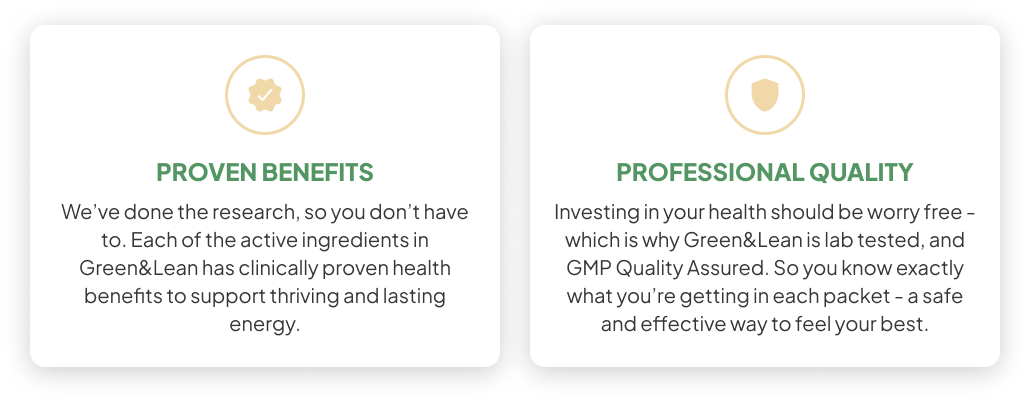 PROVEN BENEFITS
We’ve done the research, so you don’t have
to. Each of the active ingredients in
Green&Lean has clinically proven health
benefits to support thriving and lasting
energy.
PROFESSIONAL QUALITY
Investing in your health should be worry free -
which is why Green&Lean is lab tested, and
GMP Quality Assured. So you know exactly
what you’re getting in each packet - a safe
and effective way to feel your best.